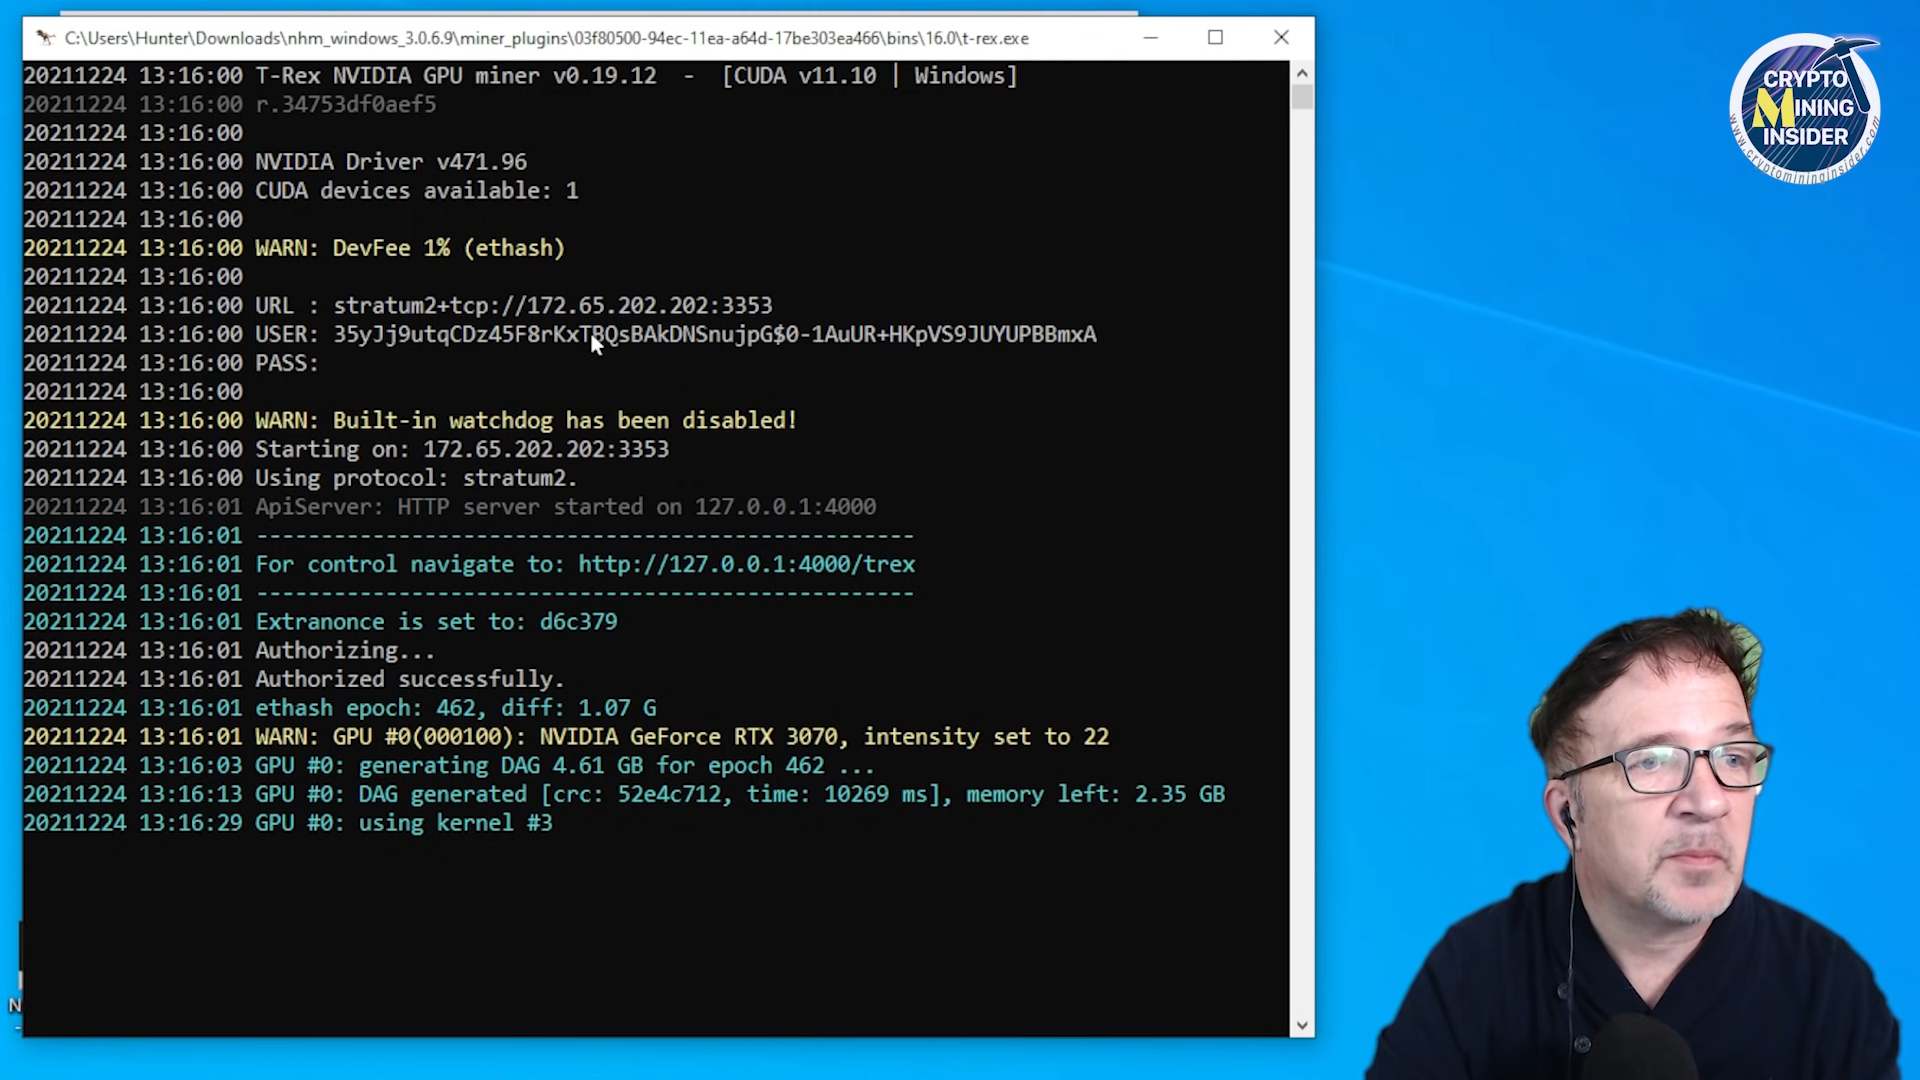 C:\Users\Hunter\Downloads\nhm_windows_3.0.6.9\miner_plugins\03f80500-94ec-11ea-a64d-17be303ea466\bins\16.0\t-rex.exe
20211224 13:16:00 T-Rex NVIDIA GPU miner v0.19.12  -  [CUDA v11.10 | Windows]
20211224 13:16:00 r.34753df0aef5
20211224 13:16:00
20211224 13:16:00 NVIDIA Driver v471.96
20211224 13:16:00 CUDA devices available: 1
20211224 13:16:00
20211224 13:16:00 WARN: DevFee 1% (ethash)
20211224 13:16:00
20211224 13:16:00 URL : stratum2+tcp://172.65.202.202:3353
20211224 13:16:00 USER: 35yJj9utqCDz45F8rKxTBQsBAkDNSnujpG$0-1AuUR+HKpVS9JUYUPBBmxA
20211224 13:16:00 PASS:
20211224 13:16:00
20211224 13:16:00 WARN: Built-in watchdog has been disabled!
20211224 13:16:00 Starting on: 172.65.202.202:3353
20211224 13:16:00 Using protocol: stratum2.
20211224 13:16:01 ApiServer: HTTP server started on 127.0.0.1:4000
20211224 13:16:01 ---------------------------------------------------
20211224 13:16:01 For control navigate to: http://127.0.0.1:4000/trex
20211224 13:16:01 ---------------------------------------------------
20211224 13:16:01 Extranonce is set to: d6c379
20211224 13:16:01 Authorizing...
20211224 13:16:01 Authorized successfully.
20211224 13:16:01 ethash epoch: 462, diff: 1.07 G
20211224 13:16:01 WARN: GPU #0(000100): NVIDIA GeForce RTX 3070, intensity set to 22
20211224 13:16:03 GPU #0: generating DAG 4.61 GB for epoch 462 ...
20211224 13:16:13 GPU #0: DAG generated [crc: 52e4c712, time: 10269 ms], memory left: 2.35 GB
20211224 13:16:29 GPU #0: using kernel #3
CRYPTO
MINING
INSIDER
www.cryptomininginsider.com